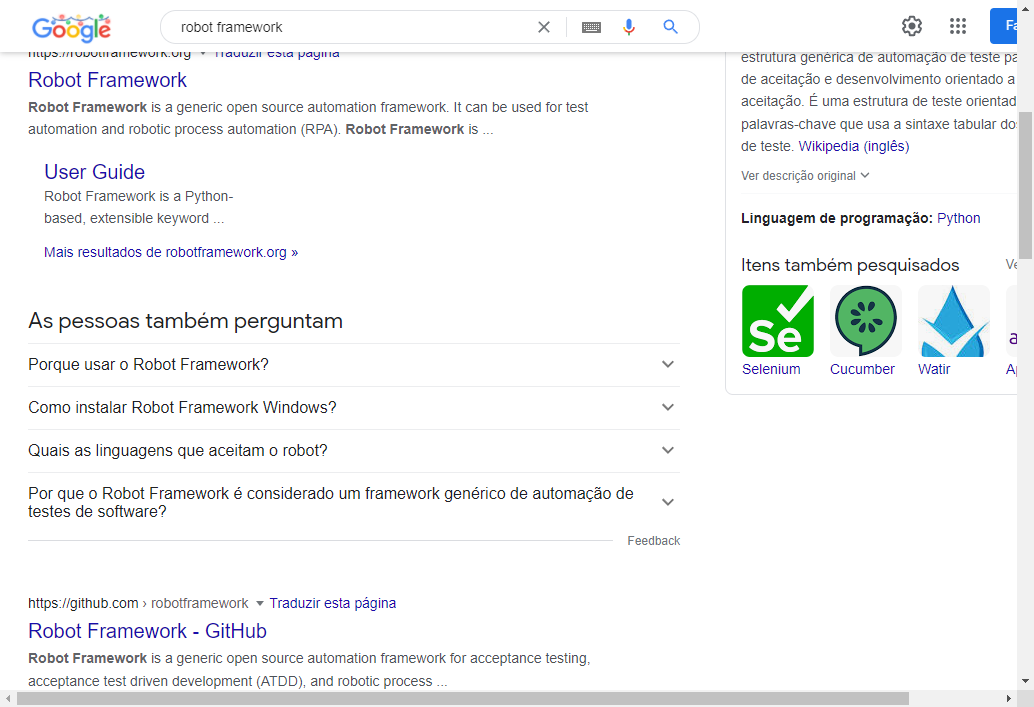 Google
robot framework
Fa
https://robotframework.org Traduzir esta página
Robot Framework
Robot Framework is a generic open source automation framework. It can be used for test
automation and robotic process automation (RPA). Robot Framework is ...
User Guide
Robot Framework is a Python-
based, extensible keyword ...
Mais resultados de robotframework.org »
As pessoas também perguntam
Porque usar o Robot Framework?
Como instalar Robot Framework Windows?
Quais as linguagens que aceitam o robot?
Por que o Robot Framework é considerado um framework genérico de automação de
testes de software?
Feedback
https://github.com › robotframework Traduzir esta página
Robot Framework - GitHub
Robot Framework is a generic open source automation framework for acceptance testing,
acceptance test driven development (ATDD), and robotic process ...
estrutura genérica de automação de teste pa
de aceitação e desenvolvimento orientado a
aceitação. É uma estrutura de teste orientad
palavras-chave que usa a sintaxe tabular do
de teste. Wikipedia (inglês)
Ver descrição original
Linguagem de programação: Python
Itens também pesquisados Ve
Se
a
Selenium Cucumber Watir Ap